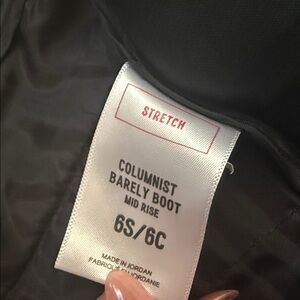 STRETCH
COLUMNIST
BARELY BOOT
MID RISE
6S/6C
MADE IN JORDAN
FABRIQUÉ EN JORDANIE